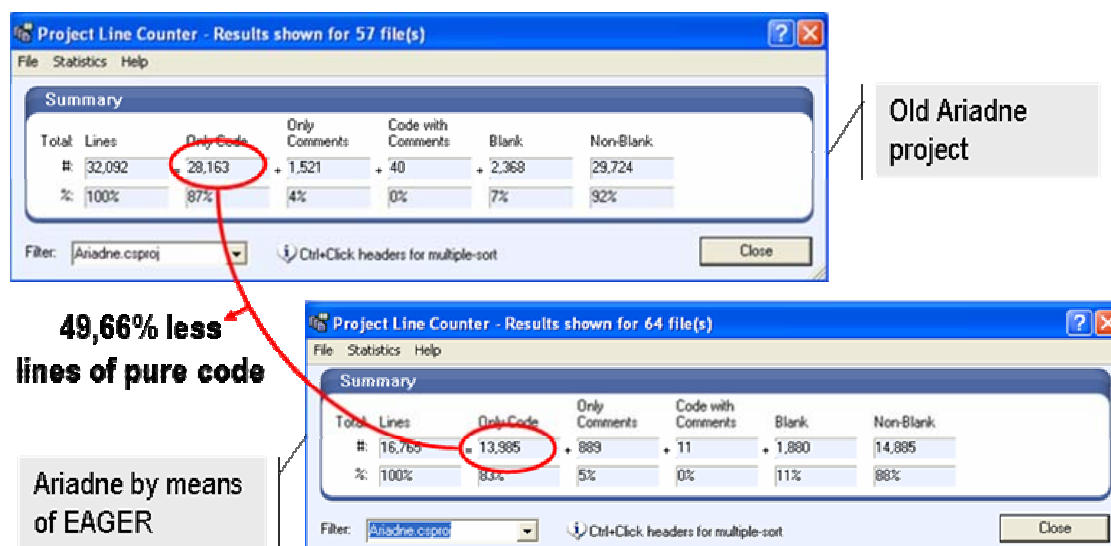 Project Line Counter - Results shown for 57 file(s)
File Statistics Help
Summary
Total: Lines Only Code Only Comments Code with Comments Blank Non-Blank
#: 32,092 = 28,163 + 1,521 + 40 + 2,368 29,724
%: 100% 87% 4% 0% 7% 92%
Filter: Ariadne.csproj Ctrl+Click headers for multiple-sort Close
Old Ariadne
project
49,66% less
lines of pure code
Project Line Counter - Results shown for 64 file(s)
File Statistics Help
Summary
Total: Lines Only Code Only Comments Code with Comments Blank Non-Blank
#: 16,765 = 13,985 + 889 + 11 + 1,880 14,885
%: 100% 83% 5% 0% 11% 88%
Filter: Ariadne.csproj Ctrl+Click headers for multiple-sort Close
Ariadne by means
of EAGER